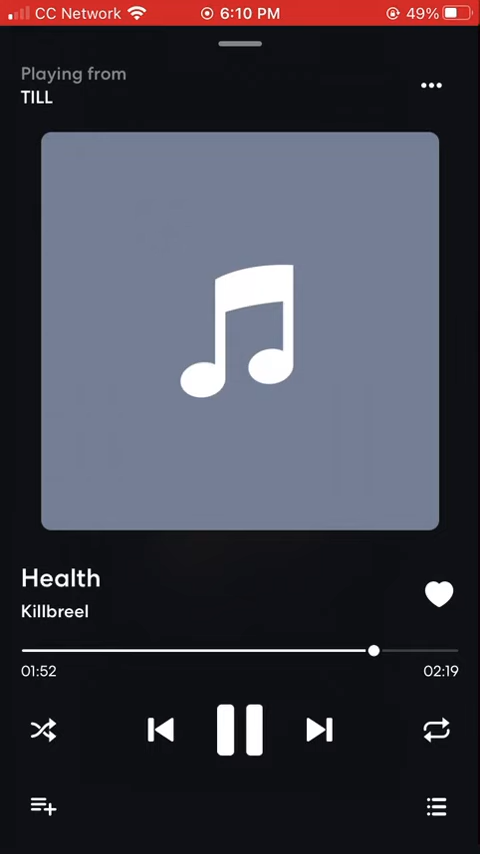 CC Network 6:10 PM 49%
Playing from
TILL
Health
Killbreel
01:52 02:19